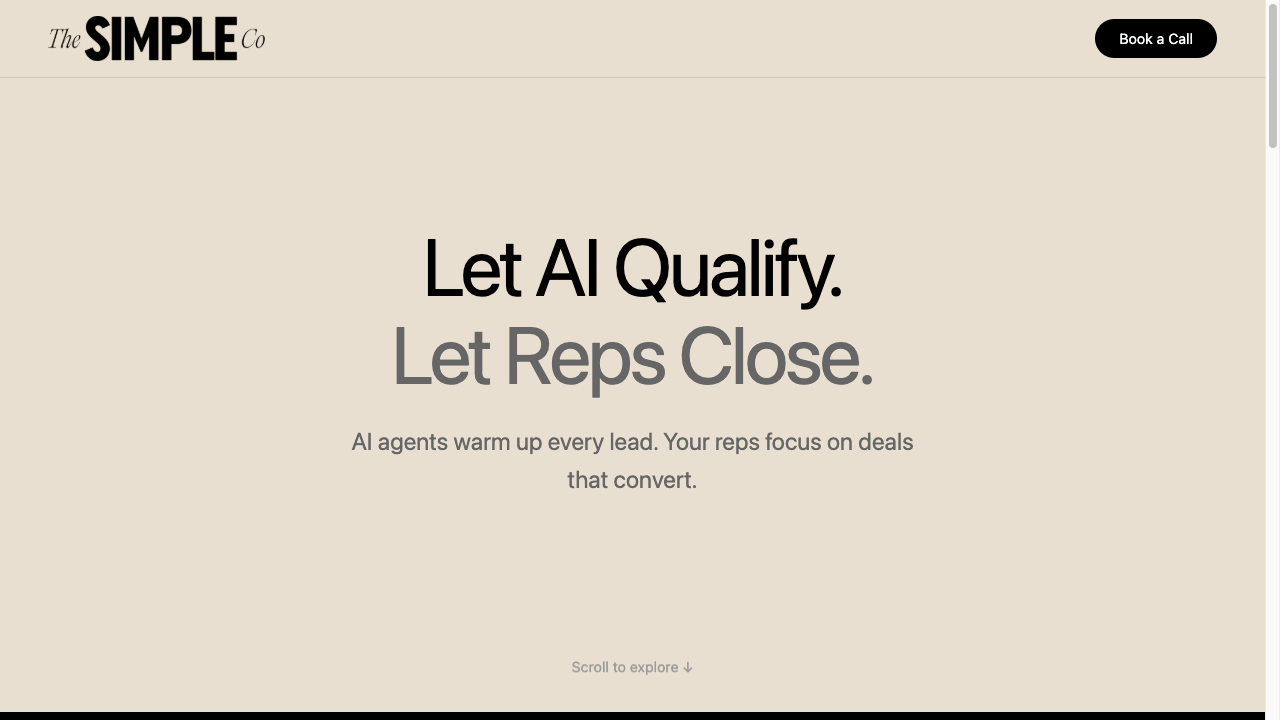 The SIMPLE Co
Book a Call
Let AI Qualify.
Let Reps Close.
AI agents warm up every lead. Your reps focus on deals
that convert.
Scroll to explore ↓